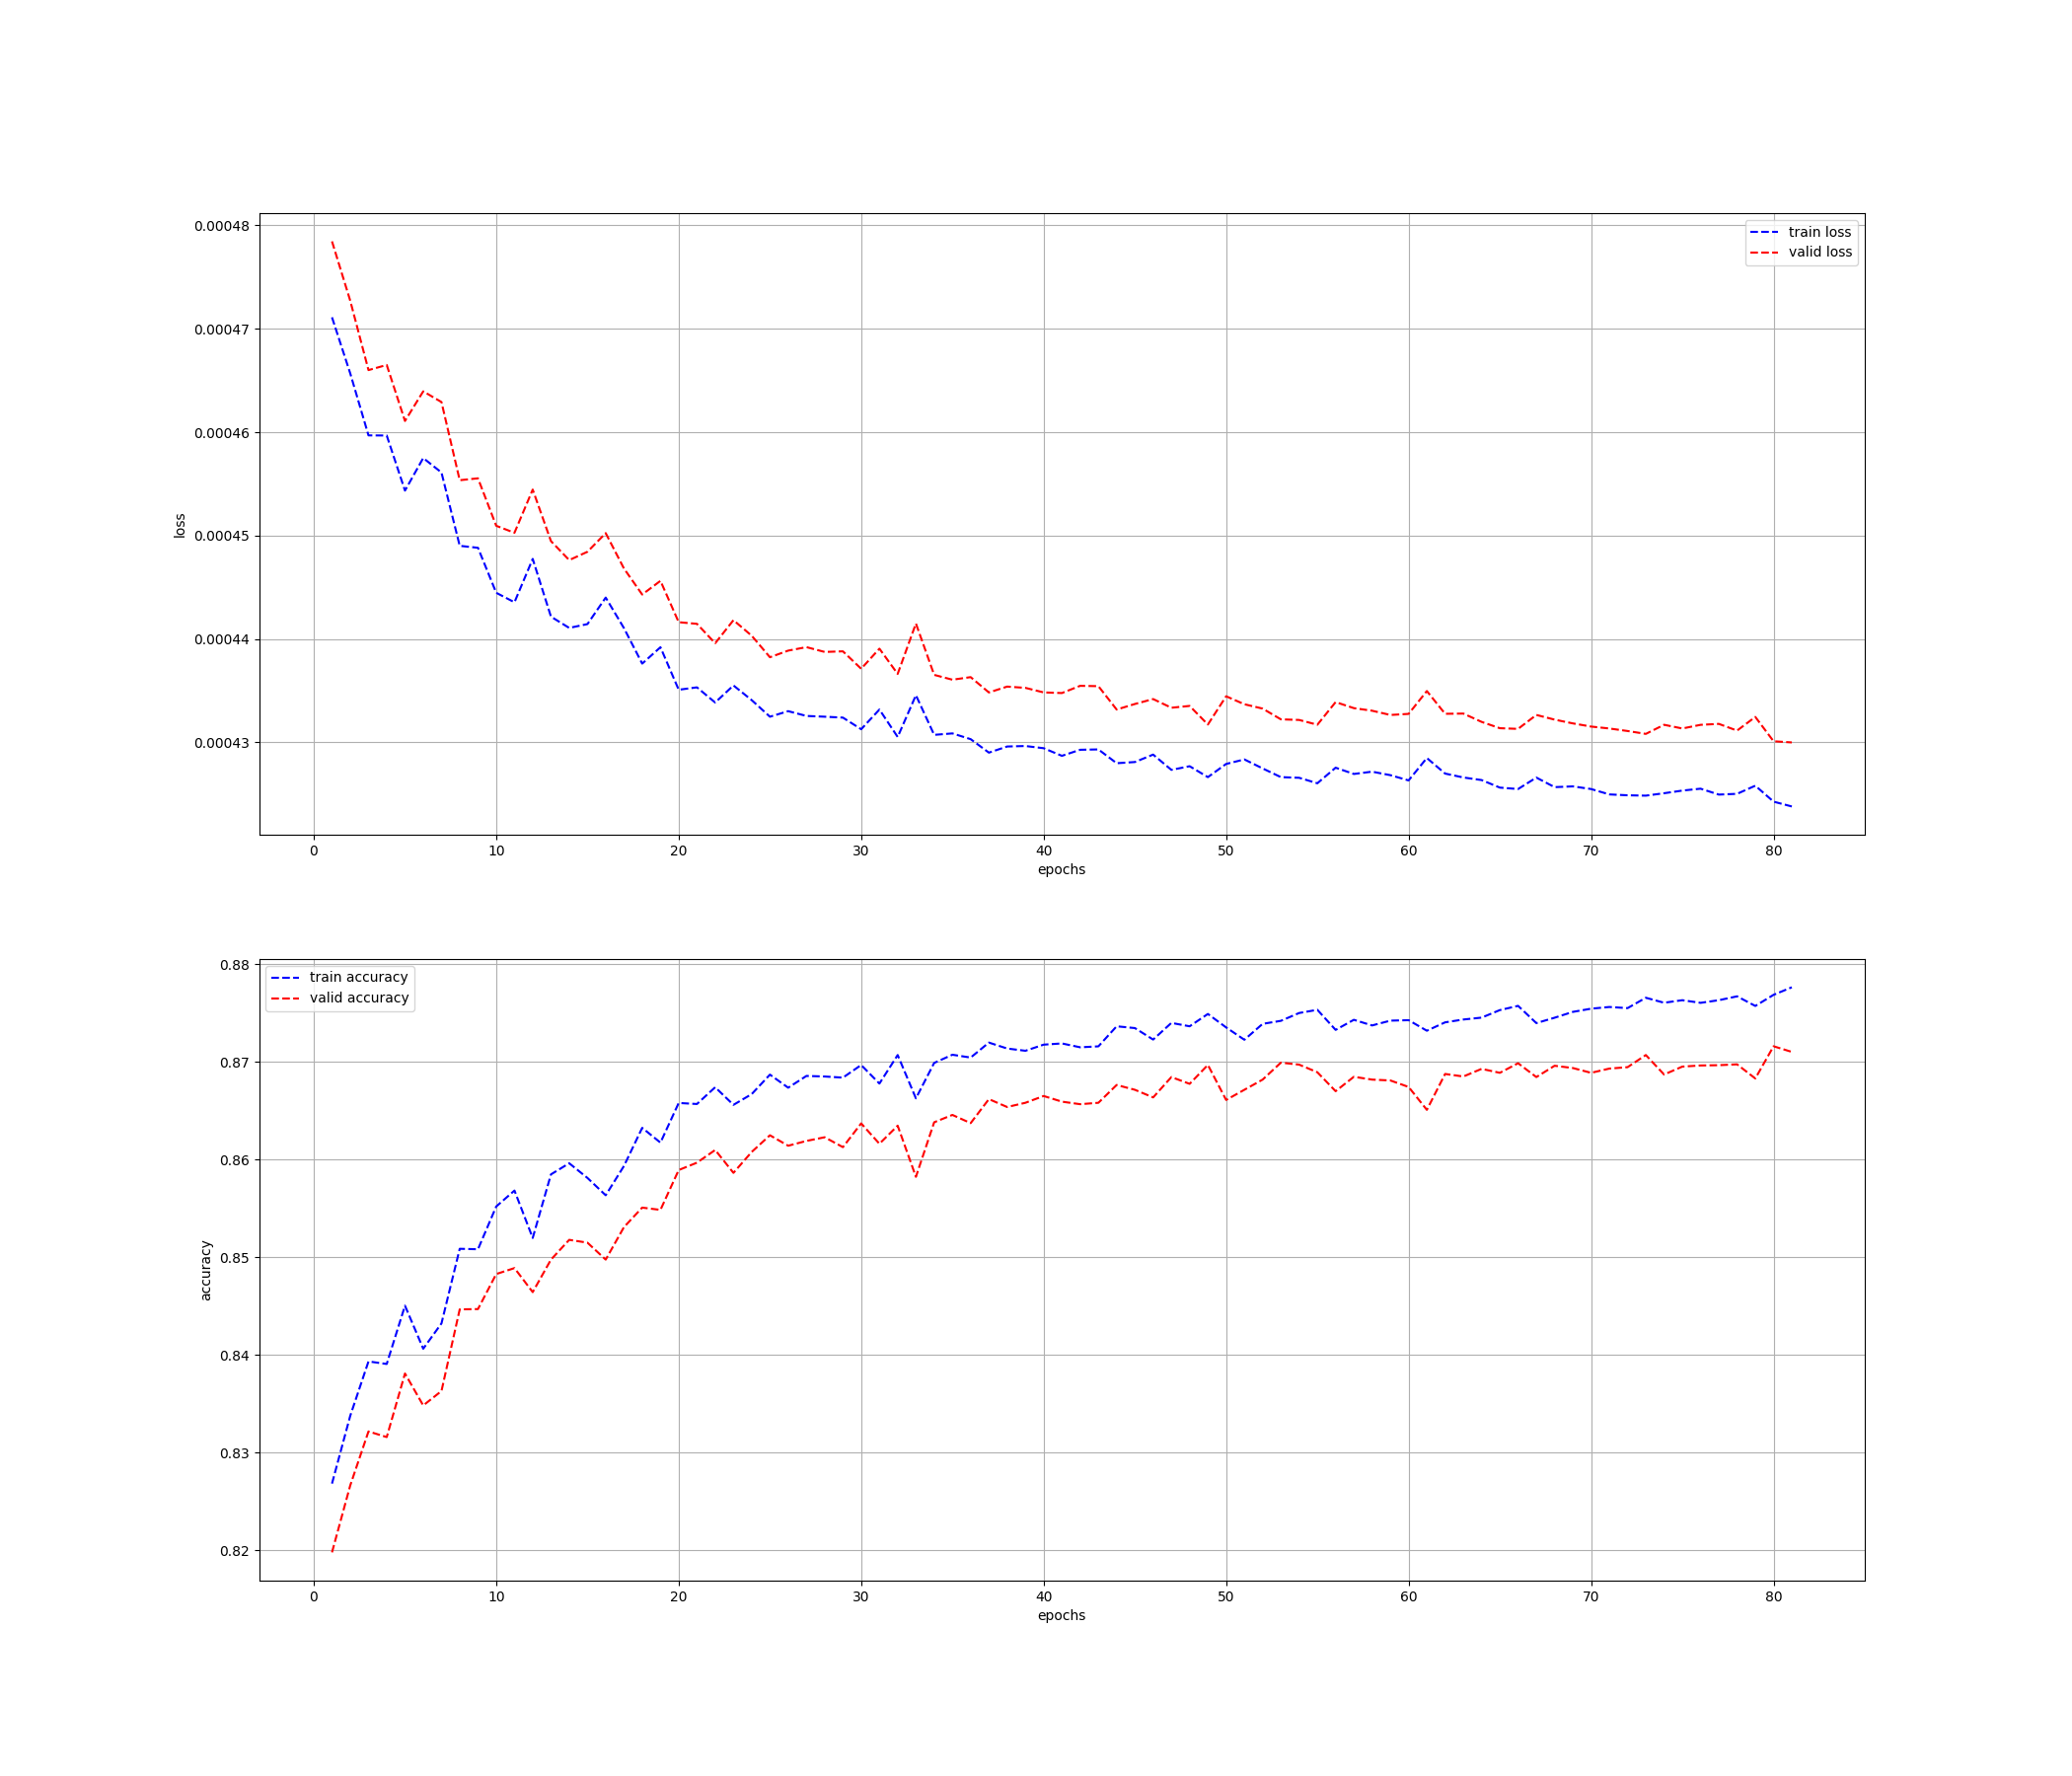 0.00048
0.00047
0.00046
0.00045
0.00044
0.00043
loss
train loss
valid loss
0 10 20 30 40 50 60 70 80
epochs
0.88
0.87
0.86
0.85
0.84
0.83
0.82
accuracy
train accuracy
valid accuracy
0 10 20 30 40 50 60 70 80
epochs